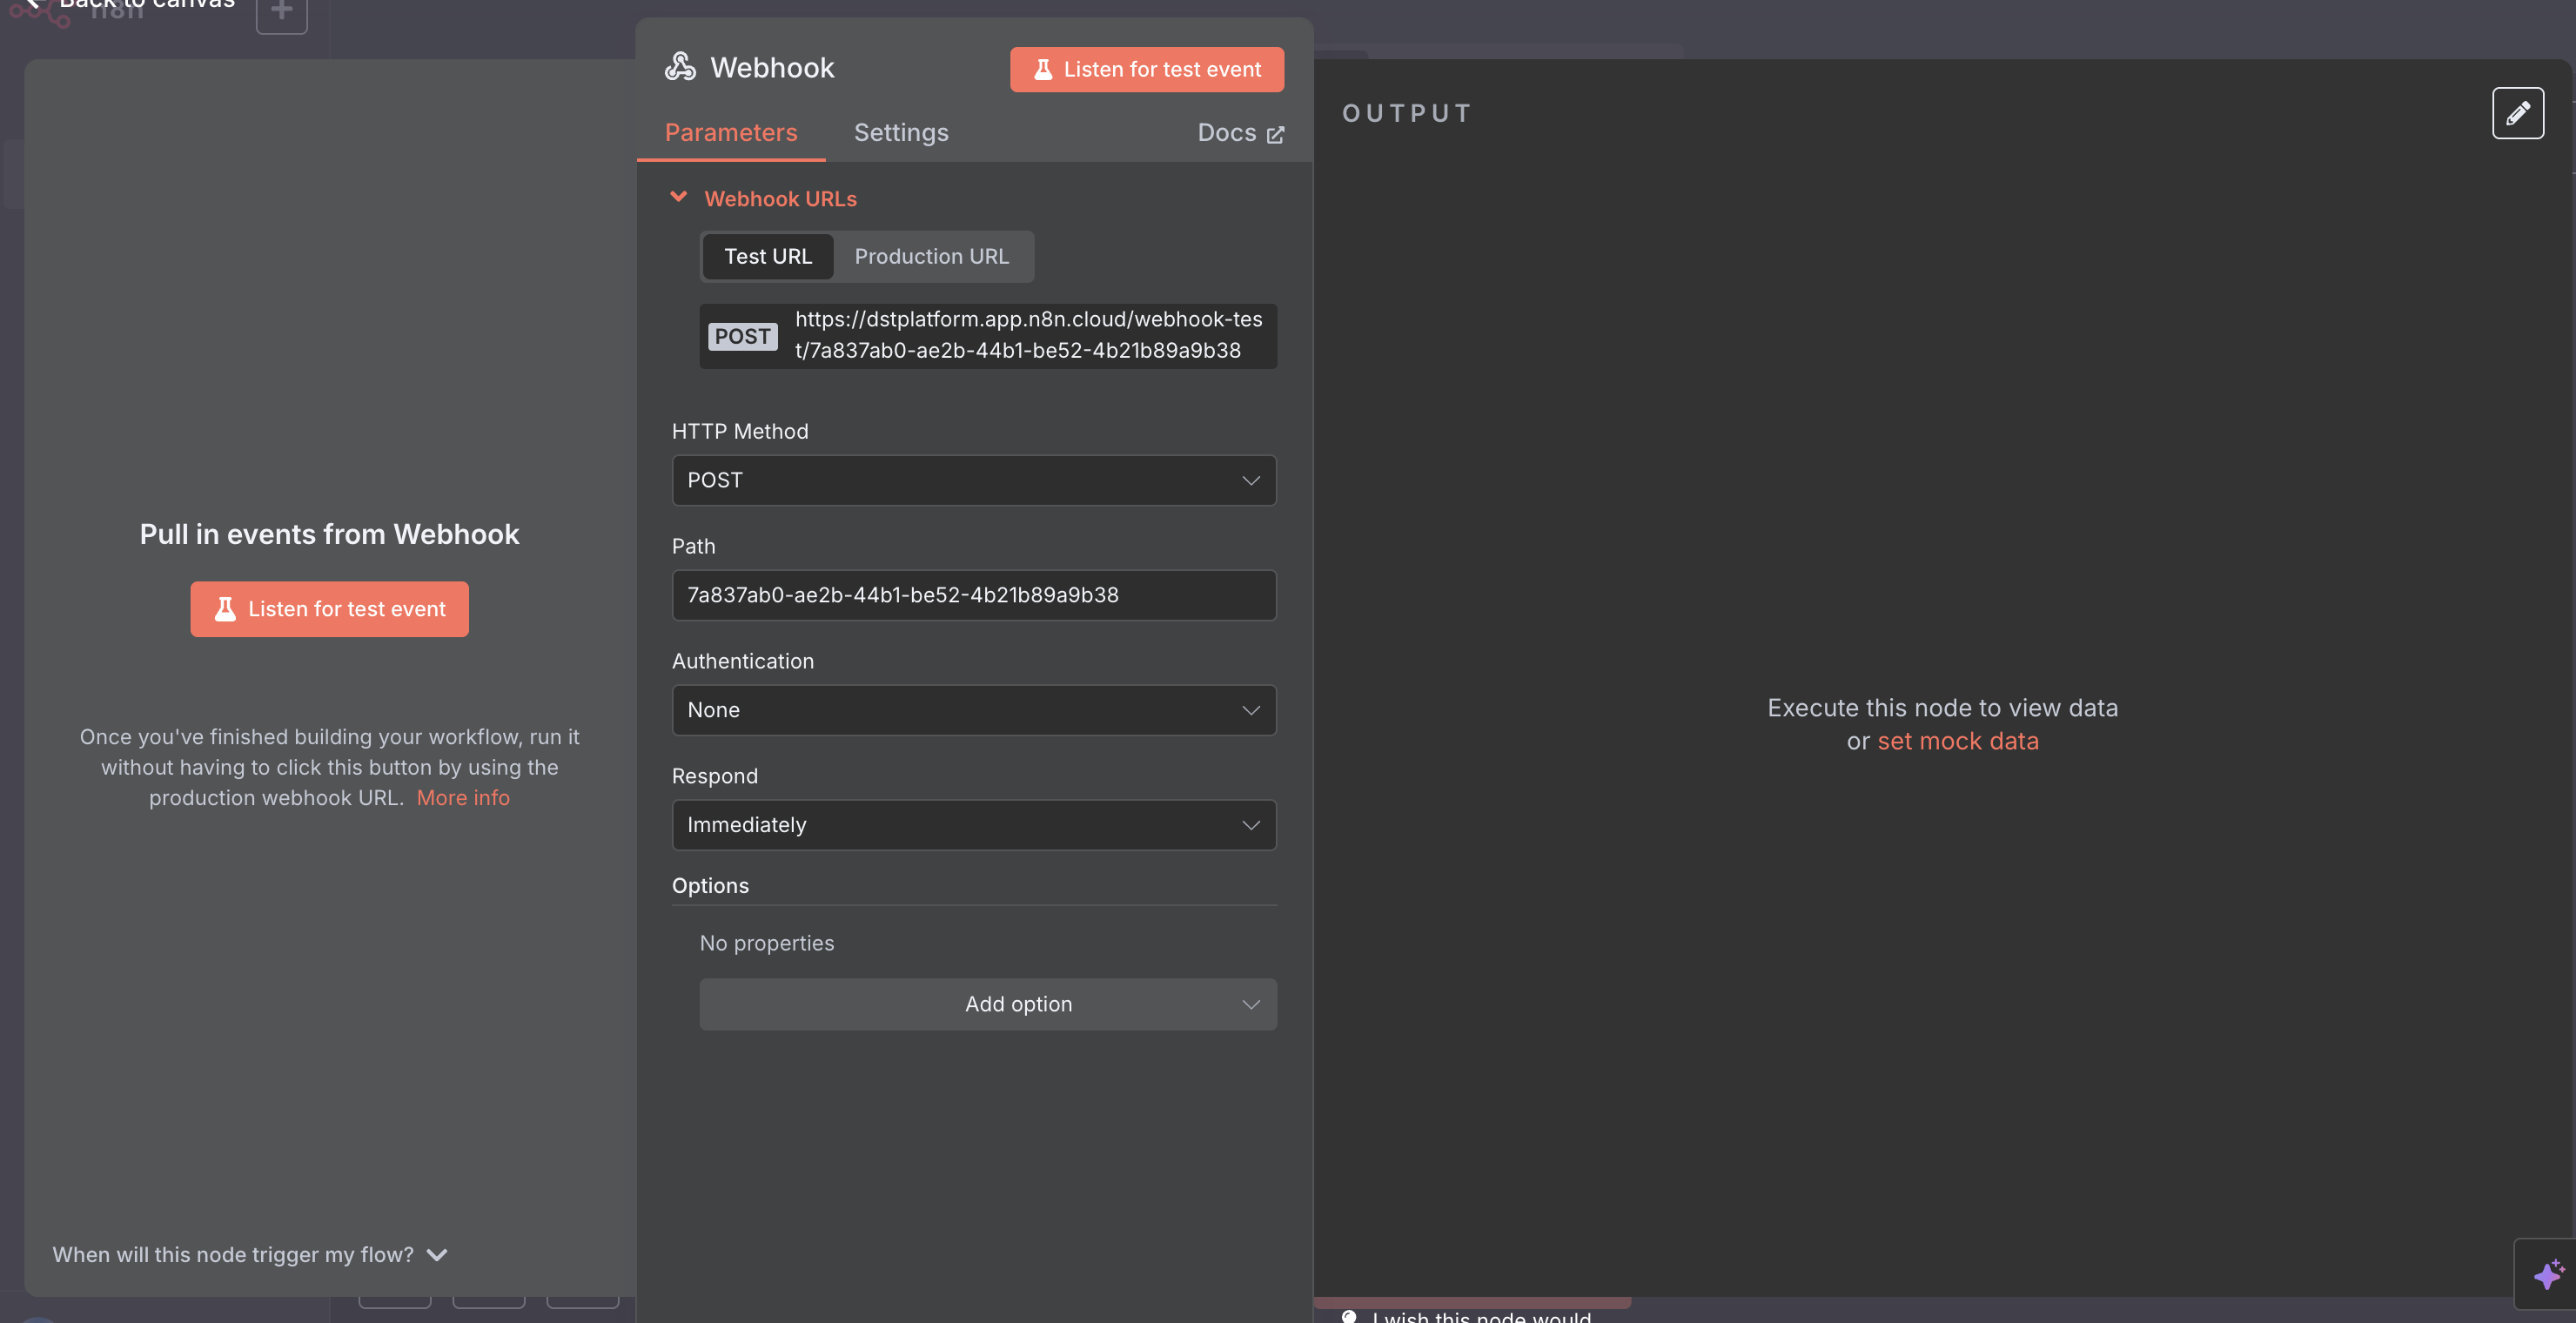 Back to canvas
n8n
Webhook
Listen for test event
Parameters
Settings
Docs
Webhook URLs
Test URL
Production URL
POST
https://dstplatform.app.n8n.cloud/webhook-tes
t/7a837ab0-ae2b-44b1-be52-4b21b89a9b38
HTTP Method
POST
Path
7a837ab0-ae2b-44b1-be52-4b21b89a9b38
Authentication
None
Respond
Immediately
Options
No properties
Add option
Pull in events from Webhook
Listen for test event
Once you've finished building your workflow, run it
without having to click this button by using the
production webhook URL. More info
When will this node trigger my flow?
OUTPUT
Execute this node to view data
or set mock data
I wish this node would